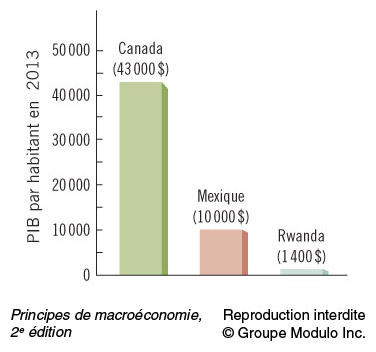 PIB par habitant en 2013
50 000
40 000
30 000
20 000
10 000
0
Canada
(43 000 $)
Mexique
(10 000 $)
Rwanda
(1 400 $)
Principes de macroéconomie,
2e édition
Reproduction interdite
© Groupe Modulo Inc.